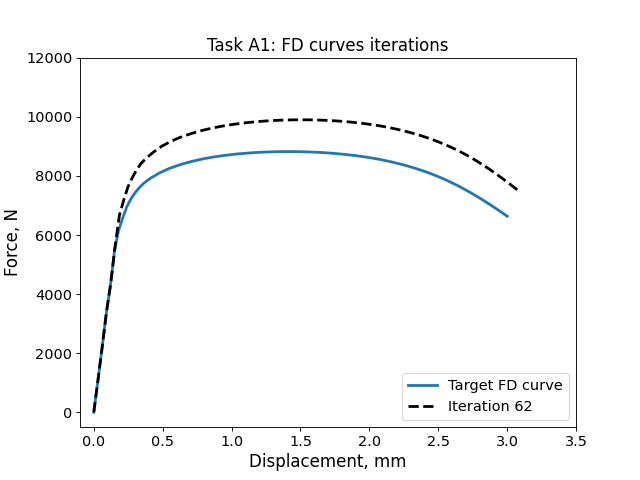 Task A1: FD curves iterations
12000
10000
8000
6000
4000
2000
0
Force, N
0.0 0.5 1.0 1.5 2.0 2.5 3.0 3.5
Displacement, mm
Target FD curve
Iteration 62